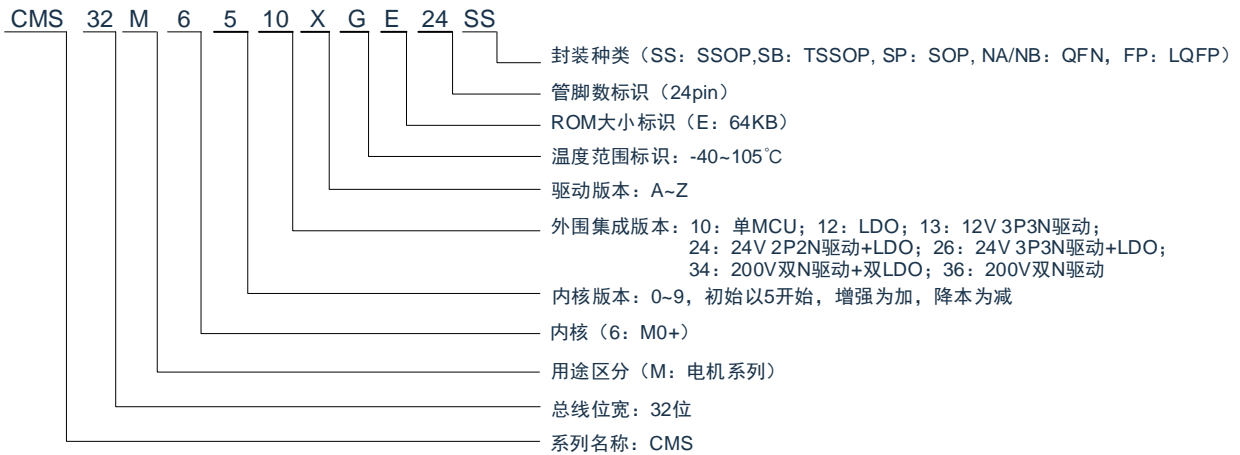 CMS 32 M 6 5 10 X G E 24 SS
封装种类（SS：SSOP,SB：TSSOP, SP：SOP, NA/NB：QFN，FP：LQFP）
管脚数标识（24pin）
ROM大小标识（E：64KB）
温度范围标识：-40~105℃
驱动版本：A~Z
外围集成版本：10：单MCU；12：LDO；13：12V 3P3N驱动；
24：24V 2P2N驱动+LDO；26：24V 3P3N驱动+LDO；
34：200V双N驱动+双LDO；36：200V双N驱动
内核版本：0~9，初始以5开始，增强为加，降本为减
内核（6：M0+）
用途区分（M：电机系列）
总线位宽：32位
系列名称：CMS